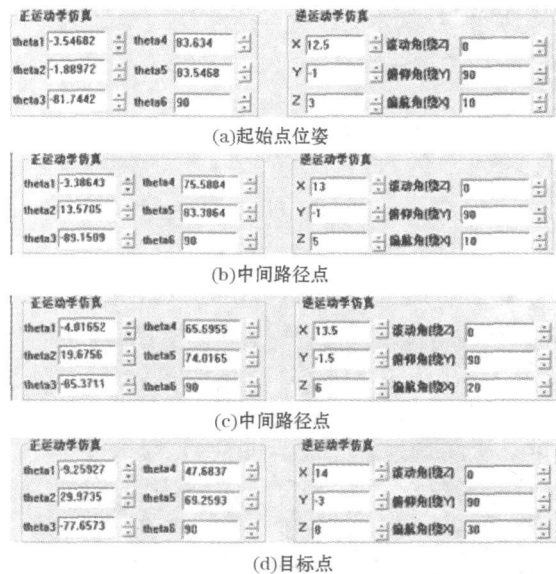 正运动学仿真 逆运动学仿真
theta1 -3.54682 theta4 83.634 X 12.5 滚动角(绕Z) 0
theta2 -1.88972 theta5 83.5468 Y -1 俯仰角(绕Y) 90
theta3 -81.7442 theta6 90 Z 3 偏航角(绕X) 10
(a)起始点位姿
正运动学仿真 逆运动学仿真
theta1 -3.38643 theta4 75.5804 X 13 滚动角(绕Z) 0
theta2 13.5705 theta5 83.3864 Y -1 俯仰角(绕Y) 90
theta3 -89.1509 theta6 90 Z 5 偏航角(绕X) 10
(b)中间路径点
正运动学仿真 逆运动学仿真
theta1 -4.01652 theta4 65.6955 X 13.5 滚动角(绕Z) 0
theta2 19.6756 theta5 74.0165 Y -1.5 俯仰角(绕Y) 90
theta3 -85.3711 theta6 90 Z 6 偏航角(绕X) 20
(c)中间路径点
正运动学仿真 逆运动学仿真
theta1 -9.25927 theta4 47.6837 X 14 滚动角(绕Z) 0
theta2 29.9735 theta5 69.2593 Y -3 俯仰角(绕Y) 90
theta3 -77.6573 theta6 90 Z 8 偏航角(绕X) 30
(d)目标点